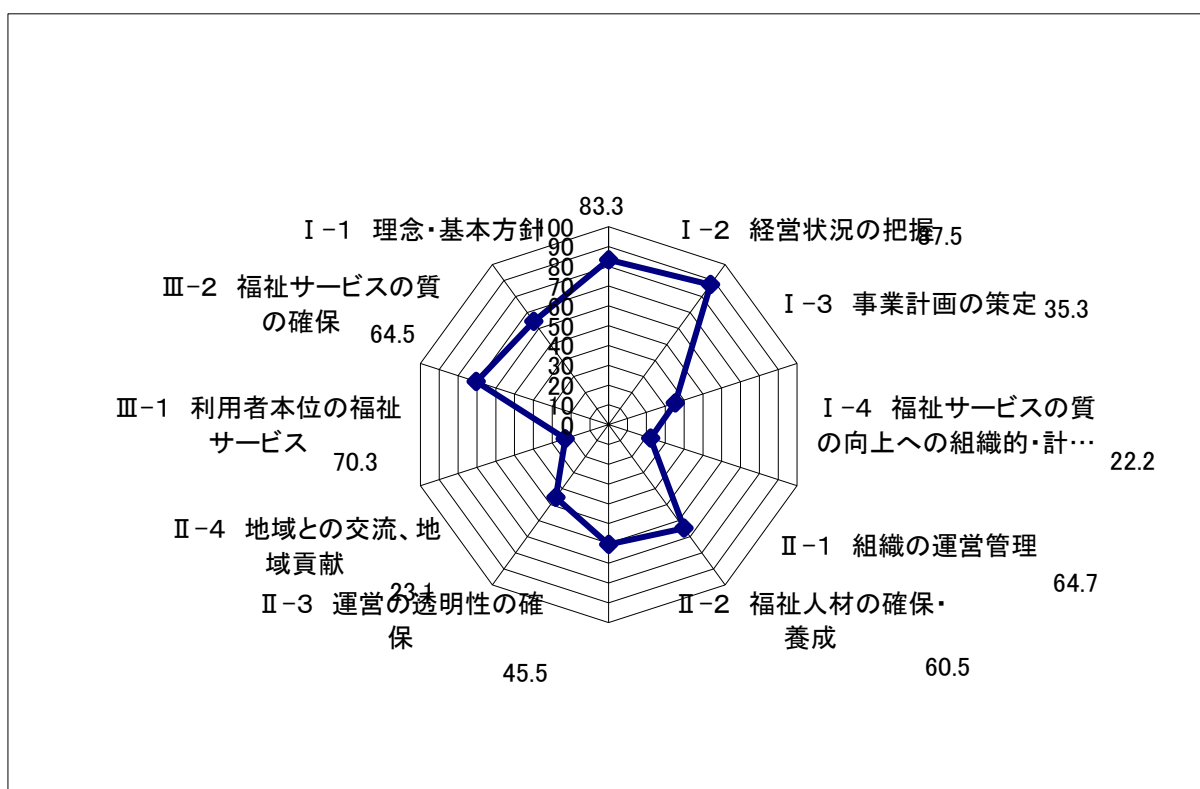 83.3
Ⅰ-1 理念・基本方針
Ⅰ-2 経営状況の把握
87.5
Ⅰ-3 事業計画の策定
35.3
Ⅰ-4 福祉サービスの質
の向上への組織的・計…
22.2
Ⅱ-1 組織の運営管理
64.7
Ⅱ-2 福祉人材の確保・
養成
60.5
Ⅱ-3 運営の透明性の確
保
45.5
Ⅱ-4 地域との交流、地
域貢献
23.1
Ⅲ-1 利用者本位の福祉
サービス
70.3
Ⅲ-2 福祉サービスの質
の確保
64.5
100
90
80
70
60
50
40
30
20
10
0